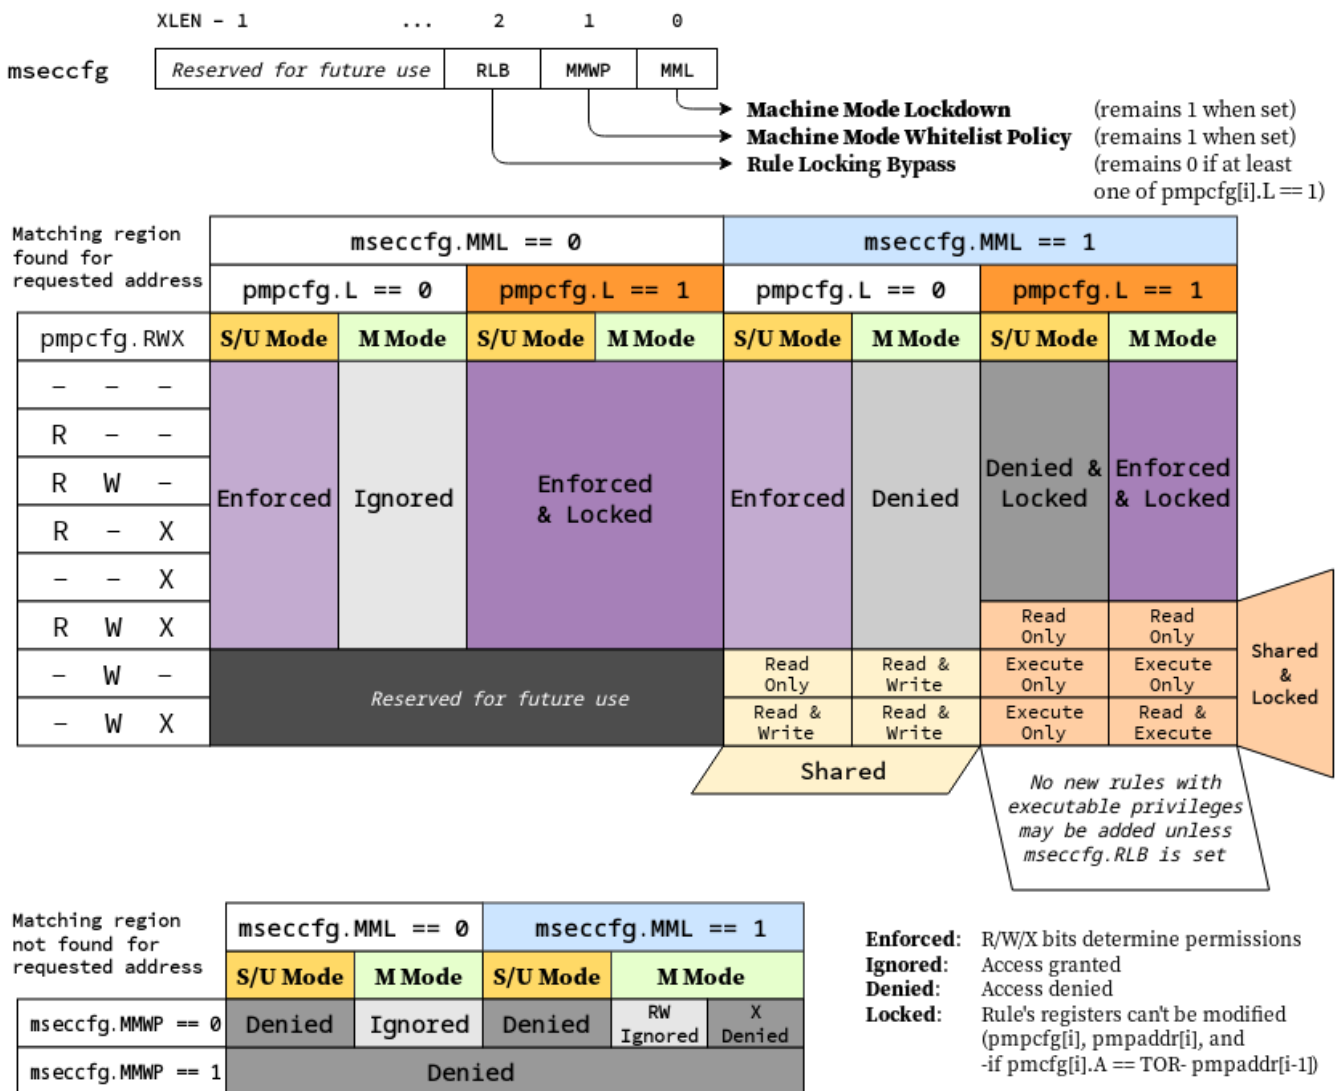 XLEN - 1 ... 2 1 0
mseccfg Reserved for future use RLB MMWP MML
Machine Mode Lockdown (remains 1 when set)
Machine Mode Whitelist Policy (remains 1 when set)
Rule Locking Bypass (remains 0 if at least
one of pmpcfg[i].L == 1)
Matching region
found for
requested address
mseccfg.MML == 0 mseccfg.MML == 1
pmpcfg.L == 0 pmpcfg.L == 1 pmpcfg.L == 0 pmpcfg.L == 1
pmpcfg.RWX S/U Mode M Mode S/U Mode M Mode S/U Mode M Mode S/U Mode M Mode
- - -
R - -
R W -
R - X
- - X
R W X
- W -
- W X
Enforced
Ignored
Enforced
& Locked
Enforced
Denied
Denied &
Locked
Enforced
& Locked
Read
Only
Read
Only
Reserved for future use
Read
Only
Read &
Write
Execute
Only
Execute
Only
Read &
Write
Read &
Write
Execute
Only
Read &
Execute
Shared
&
Locked
Shared
No new rules with
executable privileges
may be added unless
mseccfg.RLB is set
Matching region
not found for
requested address
mseccfg.MML == 0 mseccfg.MML == 1
S/U Mode M Mode S/U Mode M Mode
mseccfg.MMWP == 0 Denied Ignored Denied
RW
Ignored
X
Denied
mseccfg.MMWP == 1 Denied
Enforced: R/W/X bits determine permissions
Ignored: Access granted
Denied: Access denied
Locked: Rule's registers can't be modified
(pmpcfg[i], pmpaddr[i], and
-if pmcfg[i].A == TOR- pmpaddr[i-1])